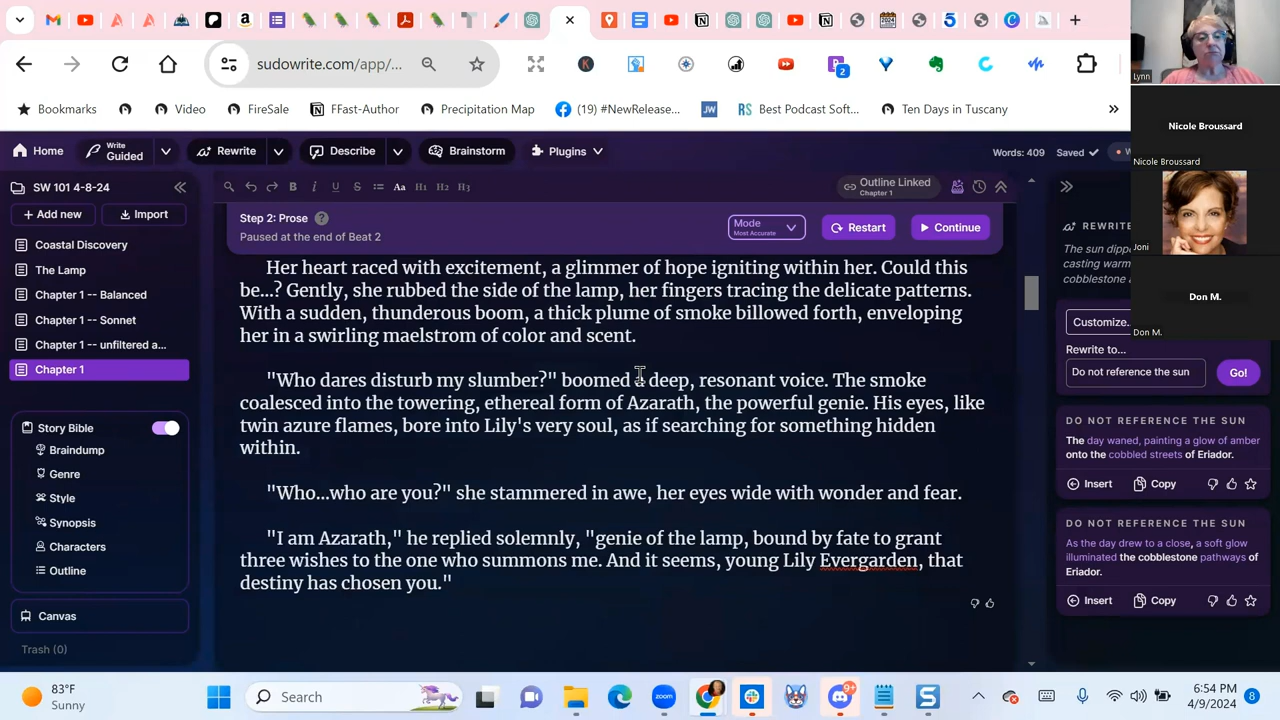 sudowrite.com/app/...
2
Lynn
Bookmarks
Video
FireSale
FFast-Author
Precipitation Map
(19) #NewRelease...
JW
RS Best Podcast Soft...
Ten Days in Tuscany
Nicole Broussard
Nicole Broussard
Joni
Don M.
Don M.
Home
Write Guided
Rewrite
Describe
Brainstorm
Plugins
Words: 409
Saved
SW 101 4-8-24
+ Add new
Import
Coastal Discovery
The Lamp
Chapter 1 -- Balanced
Chapter 1 -- Sonnet
Chapter 1 -- unfiltered a...
Chapter 1
Story Bible
Braindump
Genre
Style
Synopsis
Characters
Outline
Canvas
Trash (0)
B I U S Aa H1 H2 H3
Outline Linked
Chapter 1
Step 2: Prose ?
Paused at the end of Beat 2
Mode
Most Accurate
Restart
Continue
Her heart raced with excitement, a glimmer of hope igniting within her. Could this
be...? Gently, she rubbed the side of the lamp, her fingers tracing the delicate patterns.
With a sudden, thunderous boom, a thick plume of smoke billowed forth, enveloping
her in a swirling maelstrom of color and scent.
"Who dares disturb my slumber?" boomed a deep, resonant voice. The smoke
coalesced into the towering, ethereal form of Azarath, the powerful genie. His eyes, like
twin azure flames, bore into Lily's very soul, as if searching for something hidden
within.
"Who...who are you?" she stammered in awe, her eyes wide with wonder and fear.
"I am Azarath," he replied solemnly, "genie of the lamp, bound by fate to grant
three wishes to the one who summons me. And it seems, young Lily Evergarden, that
destiny has chosen you."
REWRITE
The sun dippe
casting warm
cobblestone a
Customize...
Rewrite to...
Do not reference the sun
Go!
DO NOT REFERENCE THE SUN
The day waned, painting a glow of amber
onto the cobbled streets of Eriador.
Insert
Copy
DO NOT REFERENCE THE SUN
As the day drew to a close, a soft glow
illuminated the cobblestone pathways of
Eriador.
Insert
Copy
83°F
Sunny
Search
zoom
9+
6:54 PM
4/9/2024
8